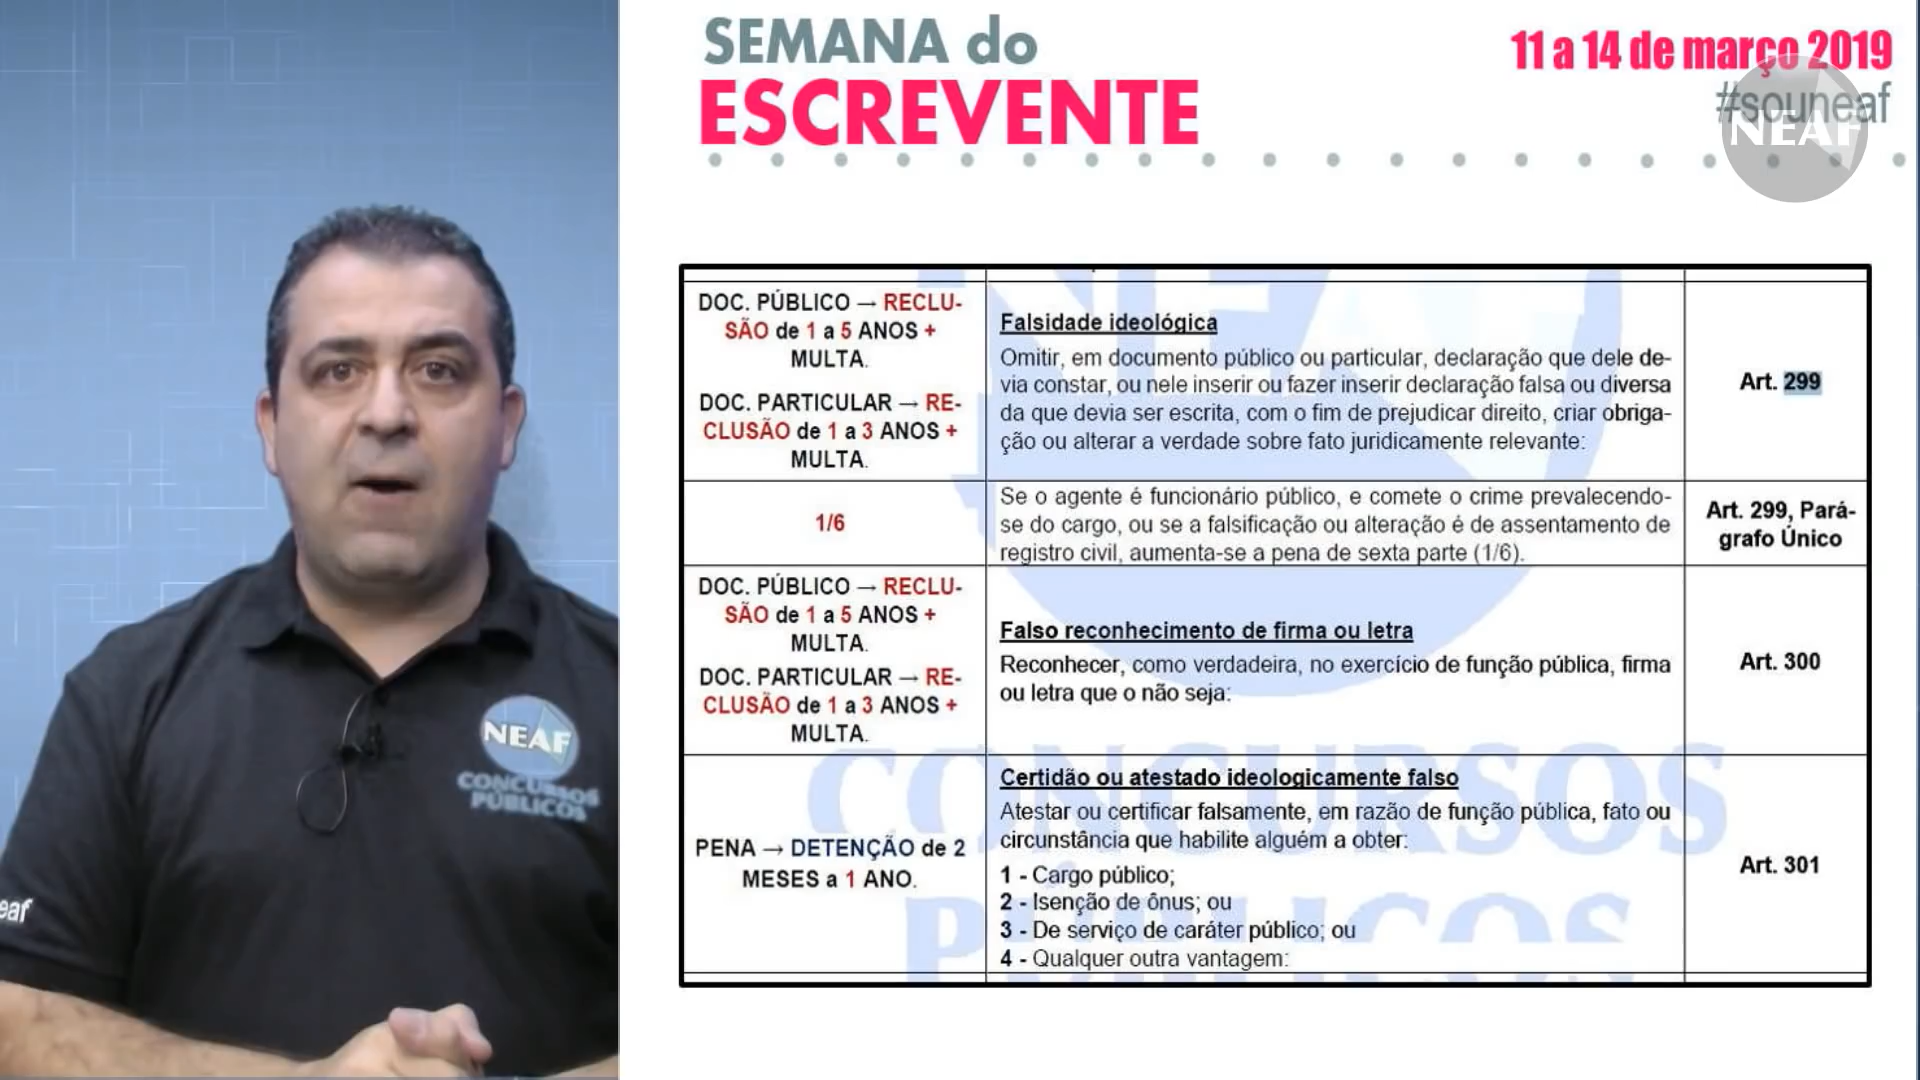 SEMANA do
ESCREVENTE
11 a 14 de março 2019
#souneaf
NEAF
DOC. PÚBLICO → RECLU-
SÃO de 1 a 5 ANOS +
MULTA.
DOC. PARTICULAR → RE-
CLUSÃO de 1 a 3 ANOS +
MULTA.
Falsidade ideológica
Omitir, em documento público ou particular, declaração que dele de-
via constar, ou nele inserir ou fazer inserir declaração falsa ou diversa
da que devia ser escrita, com o fim de prejudicar direito, criar obriga-
ção ou alterar a verdade sobre fato juridicamente relevante:
Art. 299
1/6
Se o agente é funcionário público, e comete o crime prevalecendo-
se do cargo, ou se a falsificação ou alteração é de assentamento de
registro civil, aumenta-se a pena de sexta parte (1/6).
Art. 299, Pará-
grafo Único
DOC. PÚBLICO → RECLU-
SÃO de 1 a 5 ANOS +
MULTA.
DOC. PARTICULAR → RE-
CLUSÃO de 1 a 3 ANOS +
MULTA.
Falso reconhecimento de firma ou letra
Reconhecer, como verdadeira, no exercício de função pública, firma
ou letra que o não seja:
Art. 300
PENA → DETENÇÃO de 2
MESES a 1 ANO.
Certidão ou atestado ideologicamente falso
Atestar ou certificar falsamente, em razão de função pública, fato ou
circunstância que habilite alguém a obter:
1 - Cargo público;
2 - Isenção de ônus; ou
3 - De serviço de caráter público; ou
4 - Qualquer outra vantagem:
Art. 301
NEAF
CONCURSOS
PÚBLICOS
NEAF
CONCURSOS
PÚBLICOS
eaf